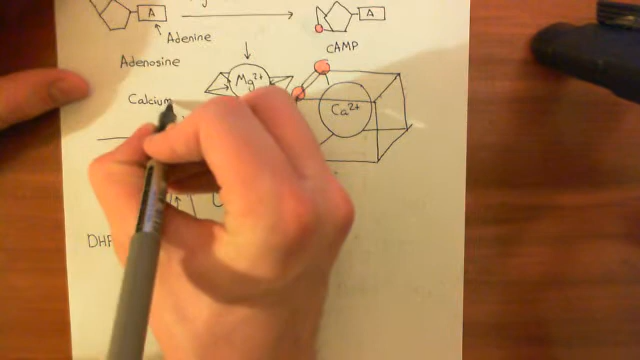 A
A
Adenine
CAMP
Adenosine
Mg2+
Calcium
Ca2+
DHP